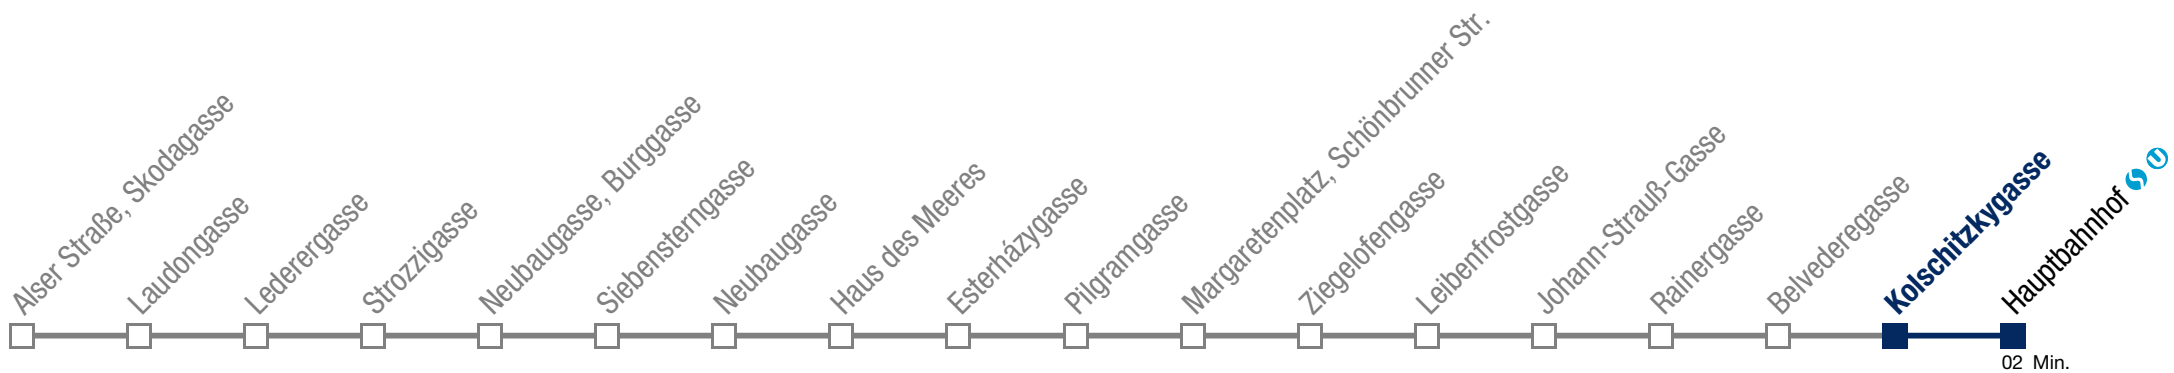 Alser Straße, Skodagasse
Laudongasse
Lederergasse
Strozzigasse
Neubaugasse, Burggasse
Siebensterngasse
Neubaugasse
Haus des Meeres
Esterházygasse
Pilgramgasse
Margaretenplatz, Schönbrunner Str.
Ziegelofengasse
Leibenfrostgasse
Johann-Strauß-Gasse
Rainergasse
Belvederegasse
Kolschitzkygasse
Hauptbahnhof S U
02 Min.